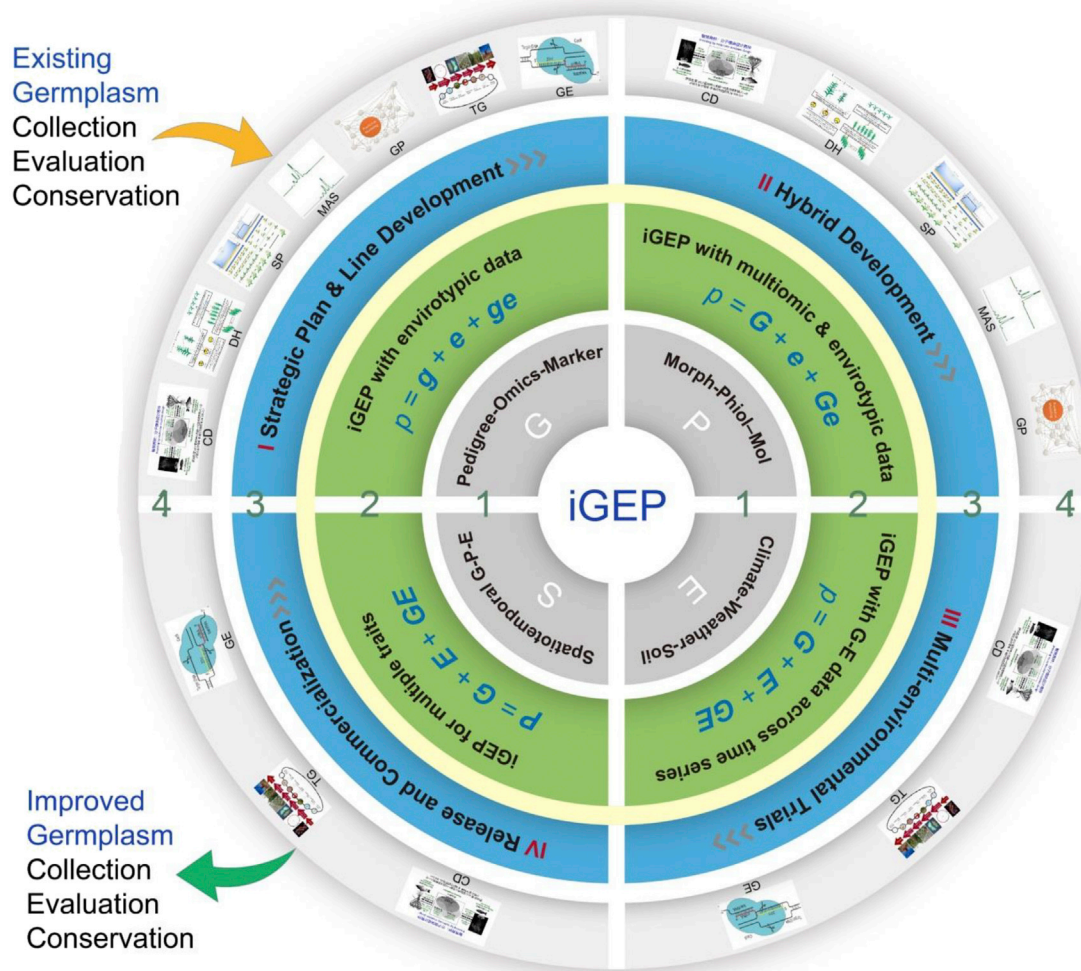 Existing
Germplasm
Collection
Evaluation
Conservation
CD
DH
SP
MAS
GP
TG
GE
CD
DH
SP
MAS
GP
I Strategic Plan & Line Development
II Hybrid Development
iGEP with envirotypic data
p = g + e + ge
iGEP with multiomic & envirotypic data
p = G + e + Ge
Pedigree-Omics-Marker
G
Morph-Phiol–Mol
P
4 3 2 1
iGEP
1 2 3 4
Spatiotemporal G-P-E
S
Climate-Weather-Soil
E
P = G + E + GE
iGEP for multiple traits
p = G + E + GE
iGEP with G-E data across time series
IV Release and Commercialization
III Multi-environmental Trials
CD
TG
GE
CD
TG
GE
Improved
Germplasm
Collection
Evaluation
Conservation